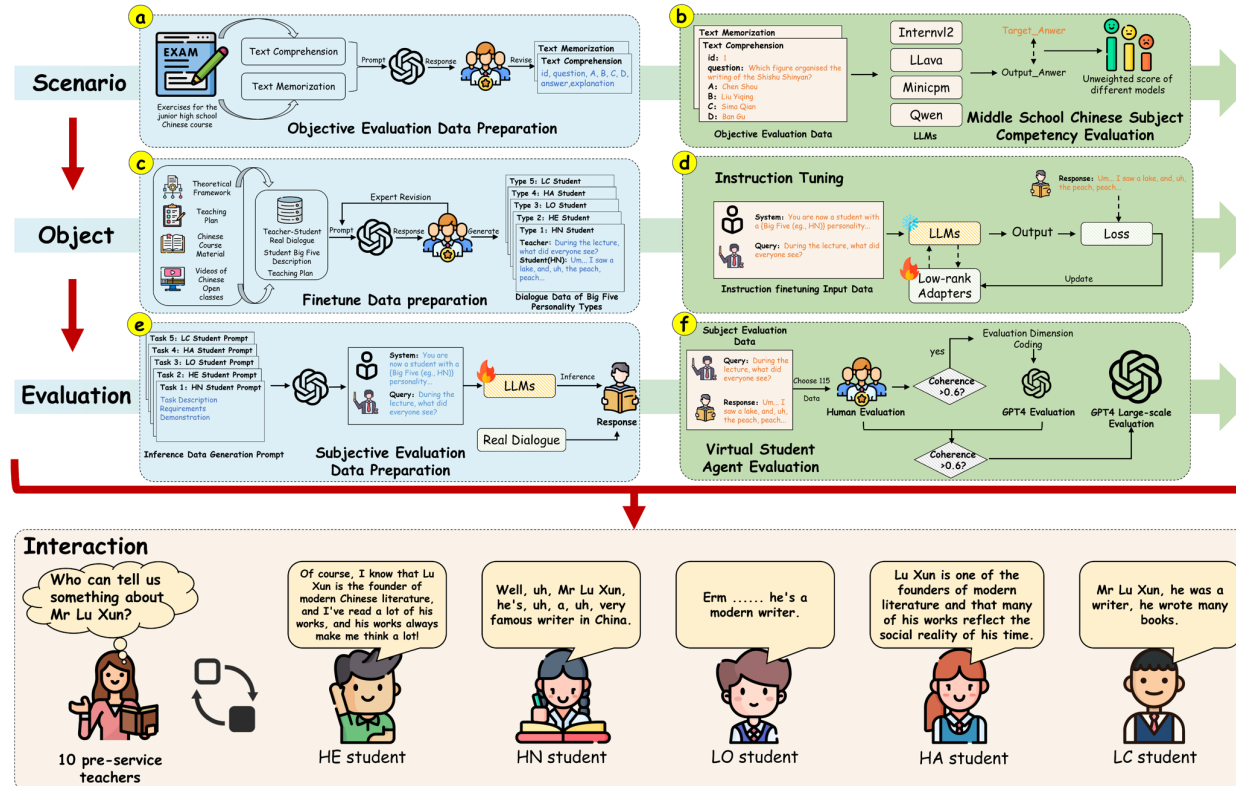 a
EXAM
Exercises for the
junior high school
Chinese course
Text Comprehension
Text Memorization
Prompt
Response
Revise
Text Memorization
Text Comprehension
id, question, A, B, C, D,
answer,explanation
Objective Evaluation Data Preparation
b
Text Memorization
Text Comprehension
id: 1
question: Which figure organised the
writing of the Shishu Shinyan?
A: Chen Shou
B: Liu Yiqing
C: Sima Qian
D: Ban Gu
Objective Evaluation Data
Internvl2
LLava
Minicpm
Qwen
LLMs
Target_Anwer
Output_Anwer
Unweighted score of
different models
Middle School Chinese Subject
Competency Evaluation
Scenario
c
Theoretical
Framework
Teaching
Plan
Chinese
Course
Material
Videos of
Chinese
Open
classes
Teacher-Student
Real Dialogue
Student Big Five
Description
Teaching Plan
Expert Revision
Prompt
Response
Generate
Type 5: LC Student
Type 4: HA Student
Type 3: LO Student
Type 2: HE Student
Type 1: HN Student
Teacher: During the lecture,
what did everyone see?
Student(HN): Um... I saw a
lake, and, uh, the peach,
peach...
Dialogue Data of Big Five
Personality Types
Finetune Data preparation
d
Instruction Tuning
System: You are now a student with
a {Big Five (eg., HN)} personality...
Query: During the lecture, what did
everyone see?
Instruction finetuning Input Data
LLMs
Low-rank
Adapters
Output
Response: Um... I saw a lake, and, uh,
the peach, peach...
Loss
Update
Object
e
Task 5: LC Student Prompt
Task 4: HA Student Prompt
Task 3: LO Student Prompt
Task 2: HE Student Prompt
Task 1: HN Student Prompt
Task Description
Requirements
Demonstration
Inference Data Generation Prompt
System: You are
now a student with a
{Big Five (eg., HN)}
personality...
Query: During the
lecture, what did
everyone see?
LLMs
Inference
Real Dialogue
Response
Subjective Evaluation
Data Preparation
f
Subject Evaluation
Data
Query: During the
lecture, what did
everyone see?
Response: Um... I
saw a lake, and, uh,
the peach, peach...
Choose 115
Data
Human Evaluation
yes
Coherence
>0.6?
Evaluation Dimension
Coding
GPT4 Evaluation
GPT4 Large-scale
Evaluation
Coherence
>0.6?
Virtual Student
Agent Evaluation
Evaluation
Interaction
Who can tell us
something about
Mr Lu Xun?
10 pre-service
teachers
Of course, I know that Lu
Xun is the founder of
modern Chinese literature,
and I've read a lot of his
works, and his works always
make me think a lot!
HE student
Well, uh, Mr Lu Xun,
he's, uh, a, uh, very
famous writer in China.
HN student
Erm ...... he's a
modern writer.
LO student
Lu Xun is one of the
founders of modern
literature and that many
of his works reflect the
social reality of his time.
HA student
Mr Lu Xun, he was a
writer, he wrote many
books.
LC student